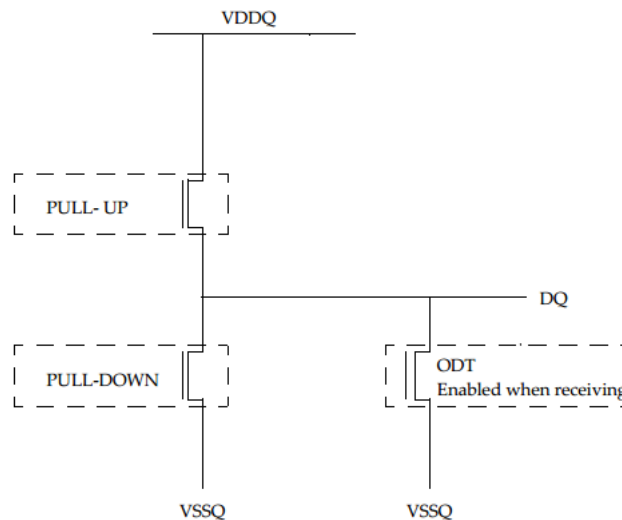 VDDQ
PULL- UP
DQ
PULL-DOWN
ODT
Enabled when receiving
VSSQ
VSSQ